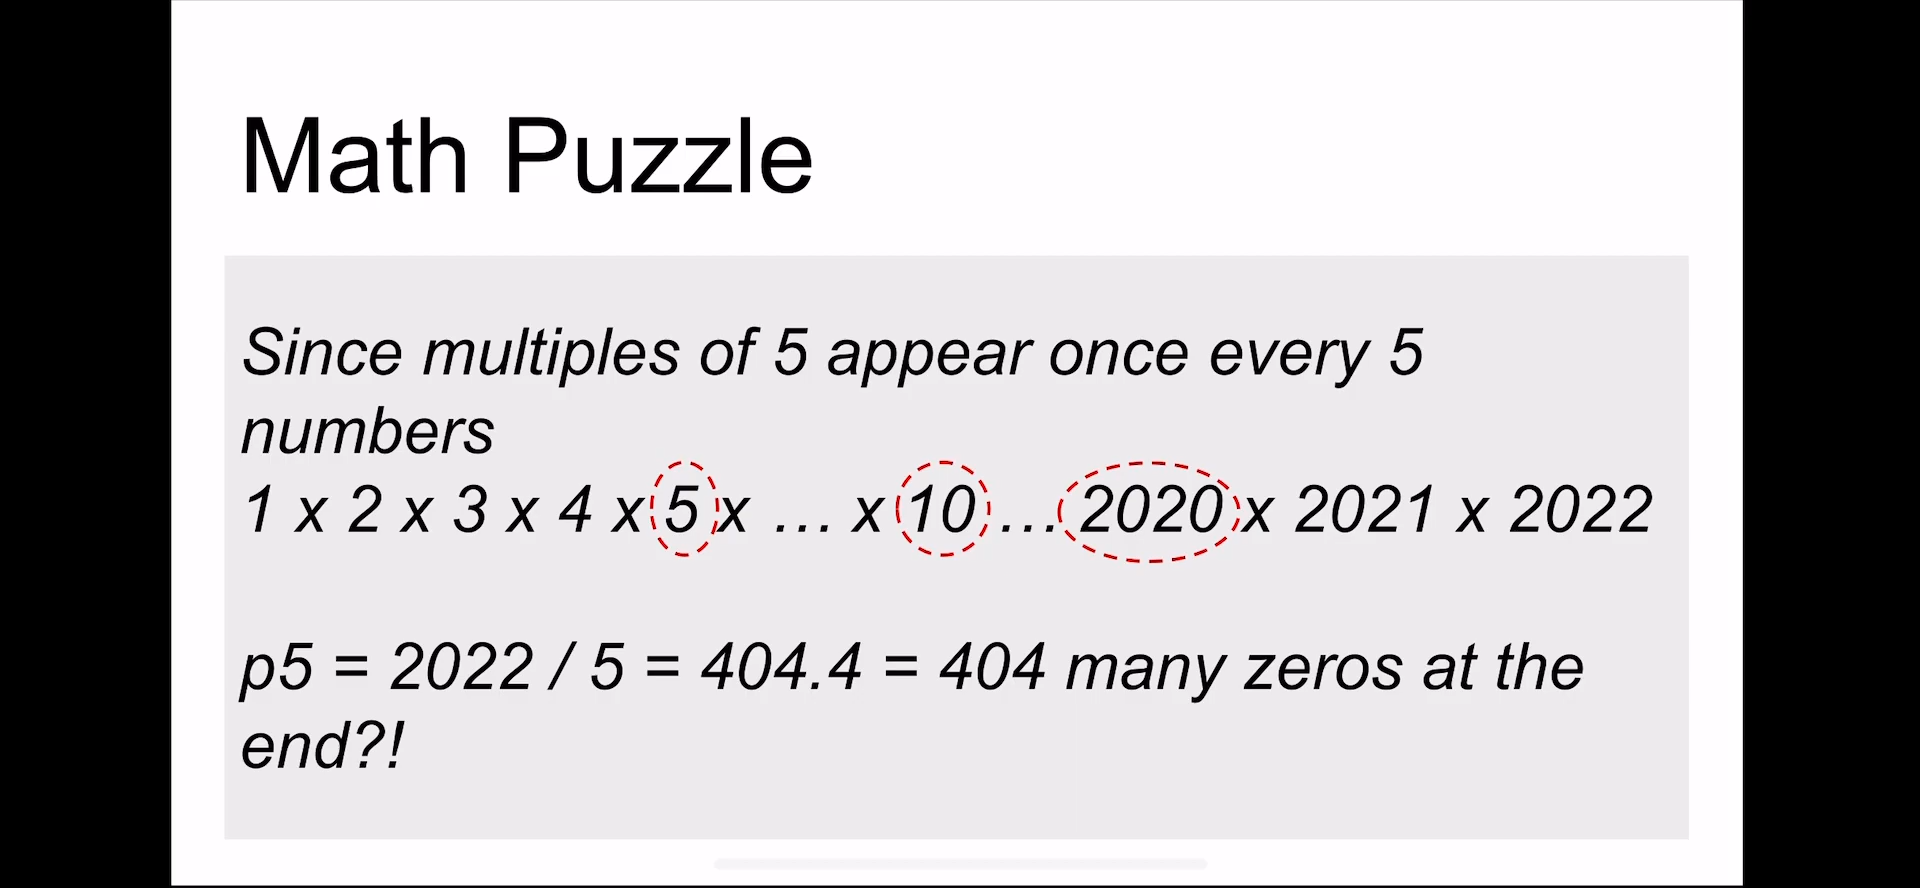 Math Puzzle
Since multiples of 5 appear once every 5
numbers
1 x 2 x 3 x 4 x 5 x ... x 10 ... 2020 x 2021 x 2022
p5 = 2022 / 5 = 404.4 = 404 many zeros at the
end?!